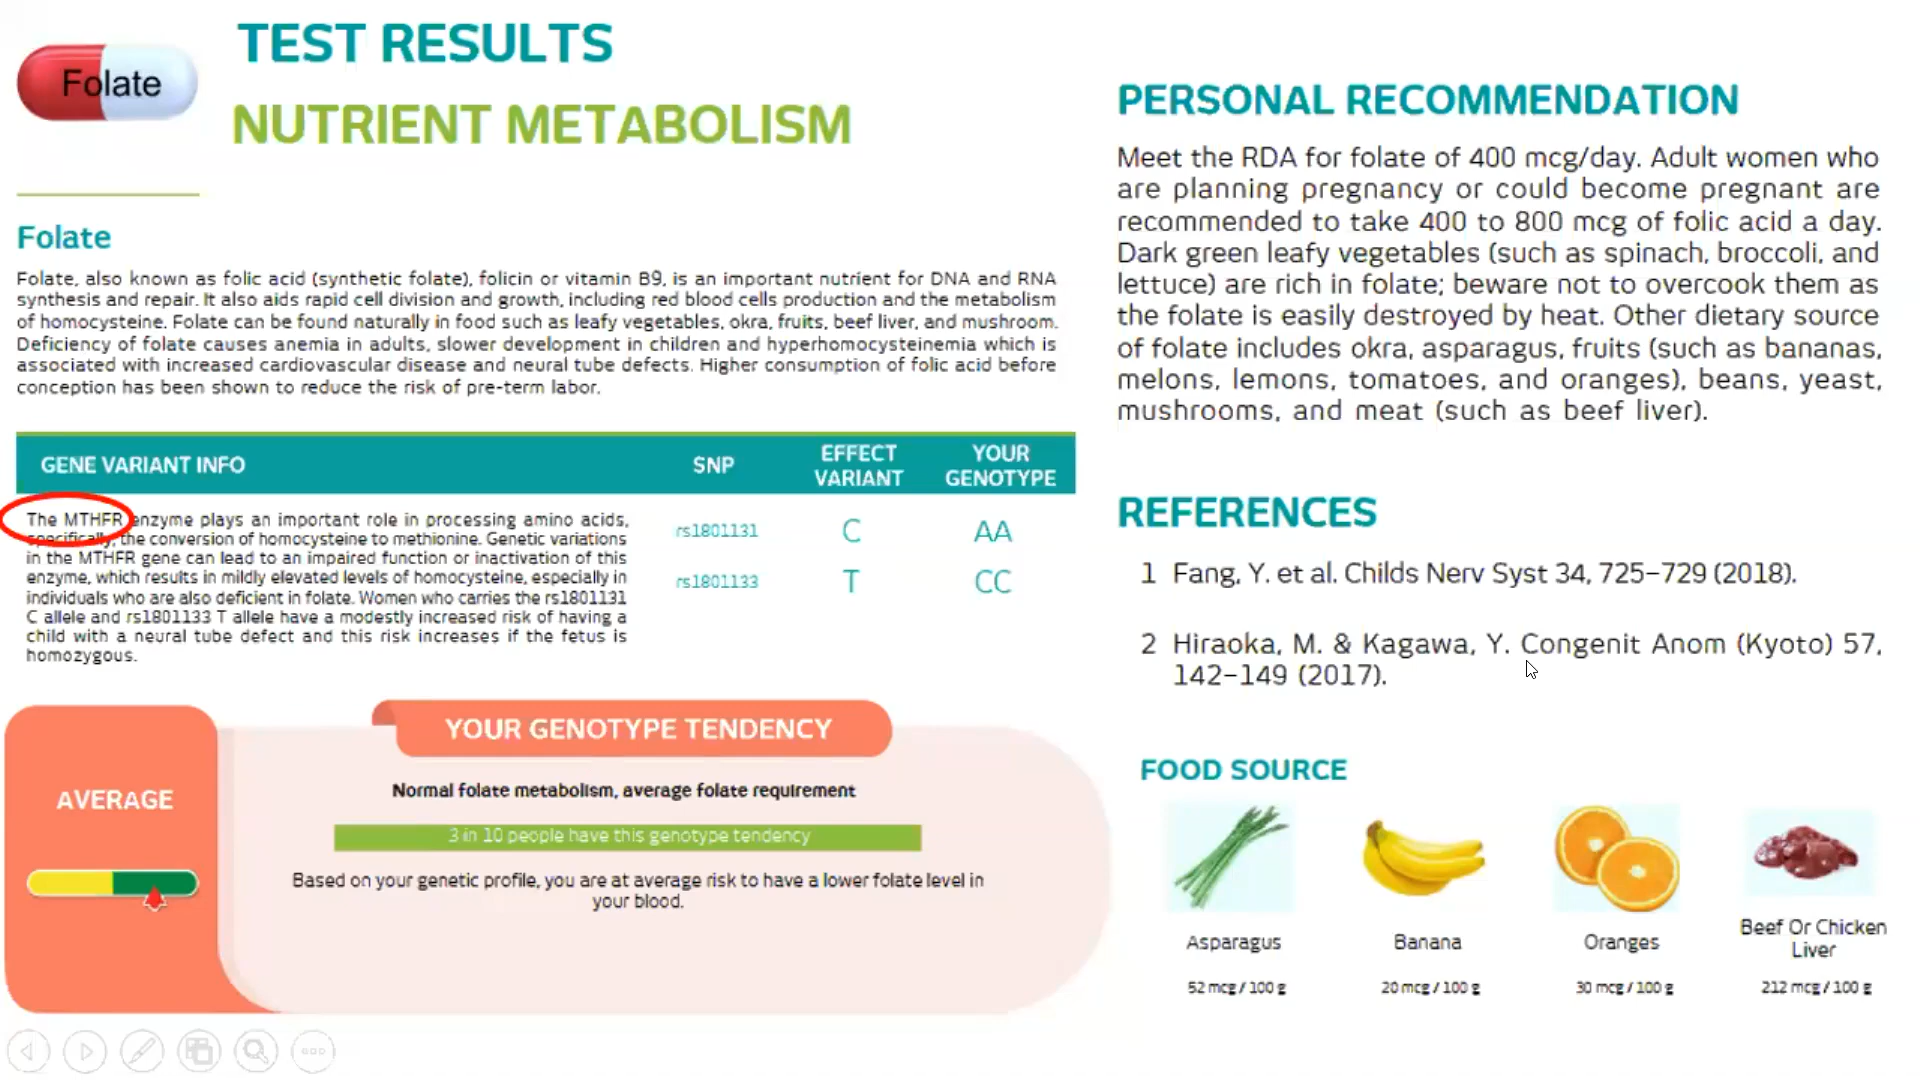 Folate
TEST RESULTS
NUTRIENT METABOLISM
Folate
Folate, also known as folic acid (synthetic folate), folicin or vitamin B9, is an important nutrient for DNA and RNA
synthesis and repair. It also aids rapid cell division and growth, including red blood cells production and the metabolism
of homocysteine. Folate can be found naturally in food such as leafy vegetables, okra, fruits, beef liver, and mushroom.
Deficiency of folate causes anemia in adults, slower development in children and hyperhomocysteinemia which is
associated with increased cardiovascular disease and neural tube defects. Higher consumption of folic acid before
conception has been shown to reduce the risk of pre-term labor.
GENE VARIANT INFO
SNP
EFFECT
VARIANT
YOUR
GENOTYPE
The MTHFR enzyme plays an important role in processing amino acids,
specifically, the conversion of homocysteine to methionine. Genetic variations
in the MTHFR gene can lead to an impaired function or inactivation of this
enzyme, which results in mildly elevated levels of homocysteine, especially in
individuals who are also deficient in folate. Women who carries the rs1801131
C allele and rs1801133 T allele have a modestly increased risk of having a
child with a neural tube defect and this risk increases if the fetus is
homozygous.
rs1801131 C AA
rs1801133 T CC
AVERAGE
YOUR GENOTYPE TENDENCY
Normal folate metabolism, average folate requirement
3 in 10 people have this genotype tendency
Based on your genetic profile, you are at average risk to have a lower folate level in
your blood.
PERSONAL RECOMMENDATION
Meet the RDA for folate of 400 mcg/day. Adult women who
are planning pregnancy or could become pregnant are
recommended to take 400 to 800 mcg of folic acid a day.
Dark green leafy vegetables (such as spinach, broccoli, and
lettuce) are rich in folate; beware not to overcook them as
the folate is easily destroyed by heat. Other dietary source
of folate includes okra, asparagus, fruits (such as bananas,
melons, lemons, tomatoes, and oranges), beans, yeast,
mushrooms, and meat (such as beef liver).
REFERENCES
1 Fang, Y. et al. Childs Nerv Syst 34, 725–729 (2018).
2 Hiraoka, M. & Kagawa, Y. Congenit Anom (Kyoto) 57,
142–149 (2017).
FOOD SOURCE
Asparagus
52 mcg / 100 g
Banana
20 mcg / 100 g
Oranges
30 mcg / 100 g
Beef Or Chicken
Liver
212 mcg / 100 g